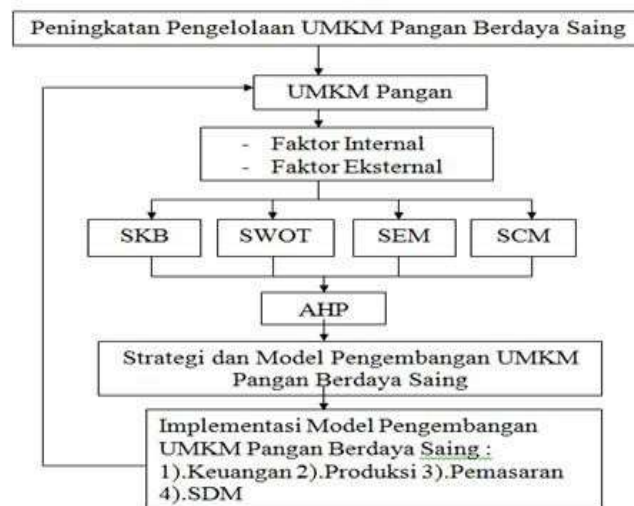 Peningkatan Pengelolaan UMKM Pangan Berdaya Saing
UMKM Pangan
- Faktor Internal
- Faktor Eksternal
SKB
SWOT
SEM
SCM
AHP
Strategi dan Model Pengembangan UMKM
Pangan Berdaya Saing
Implementasi Model Pengembangan
UMKM Pangan Berdaya Saing :
1).Keuangan 2).Produksi 3).Pemasaran
4).SDM